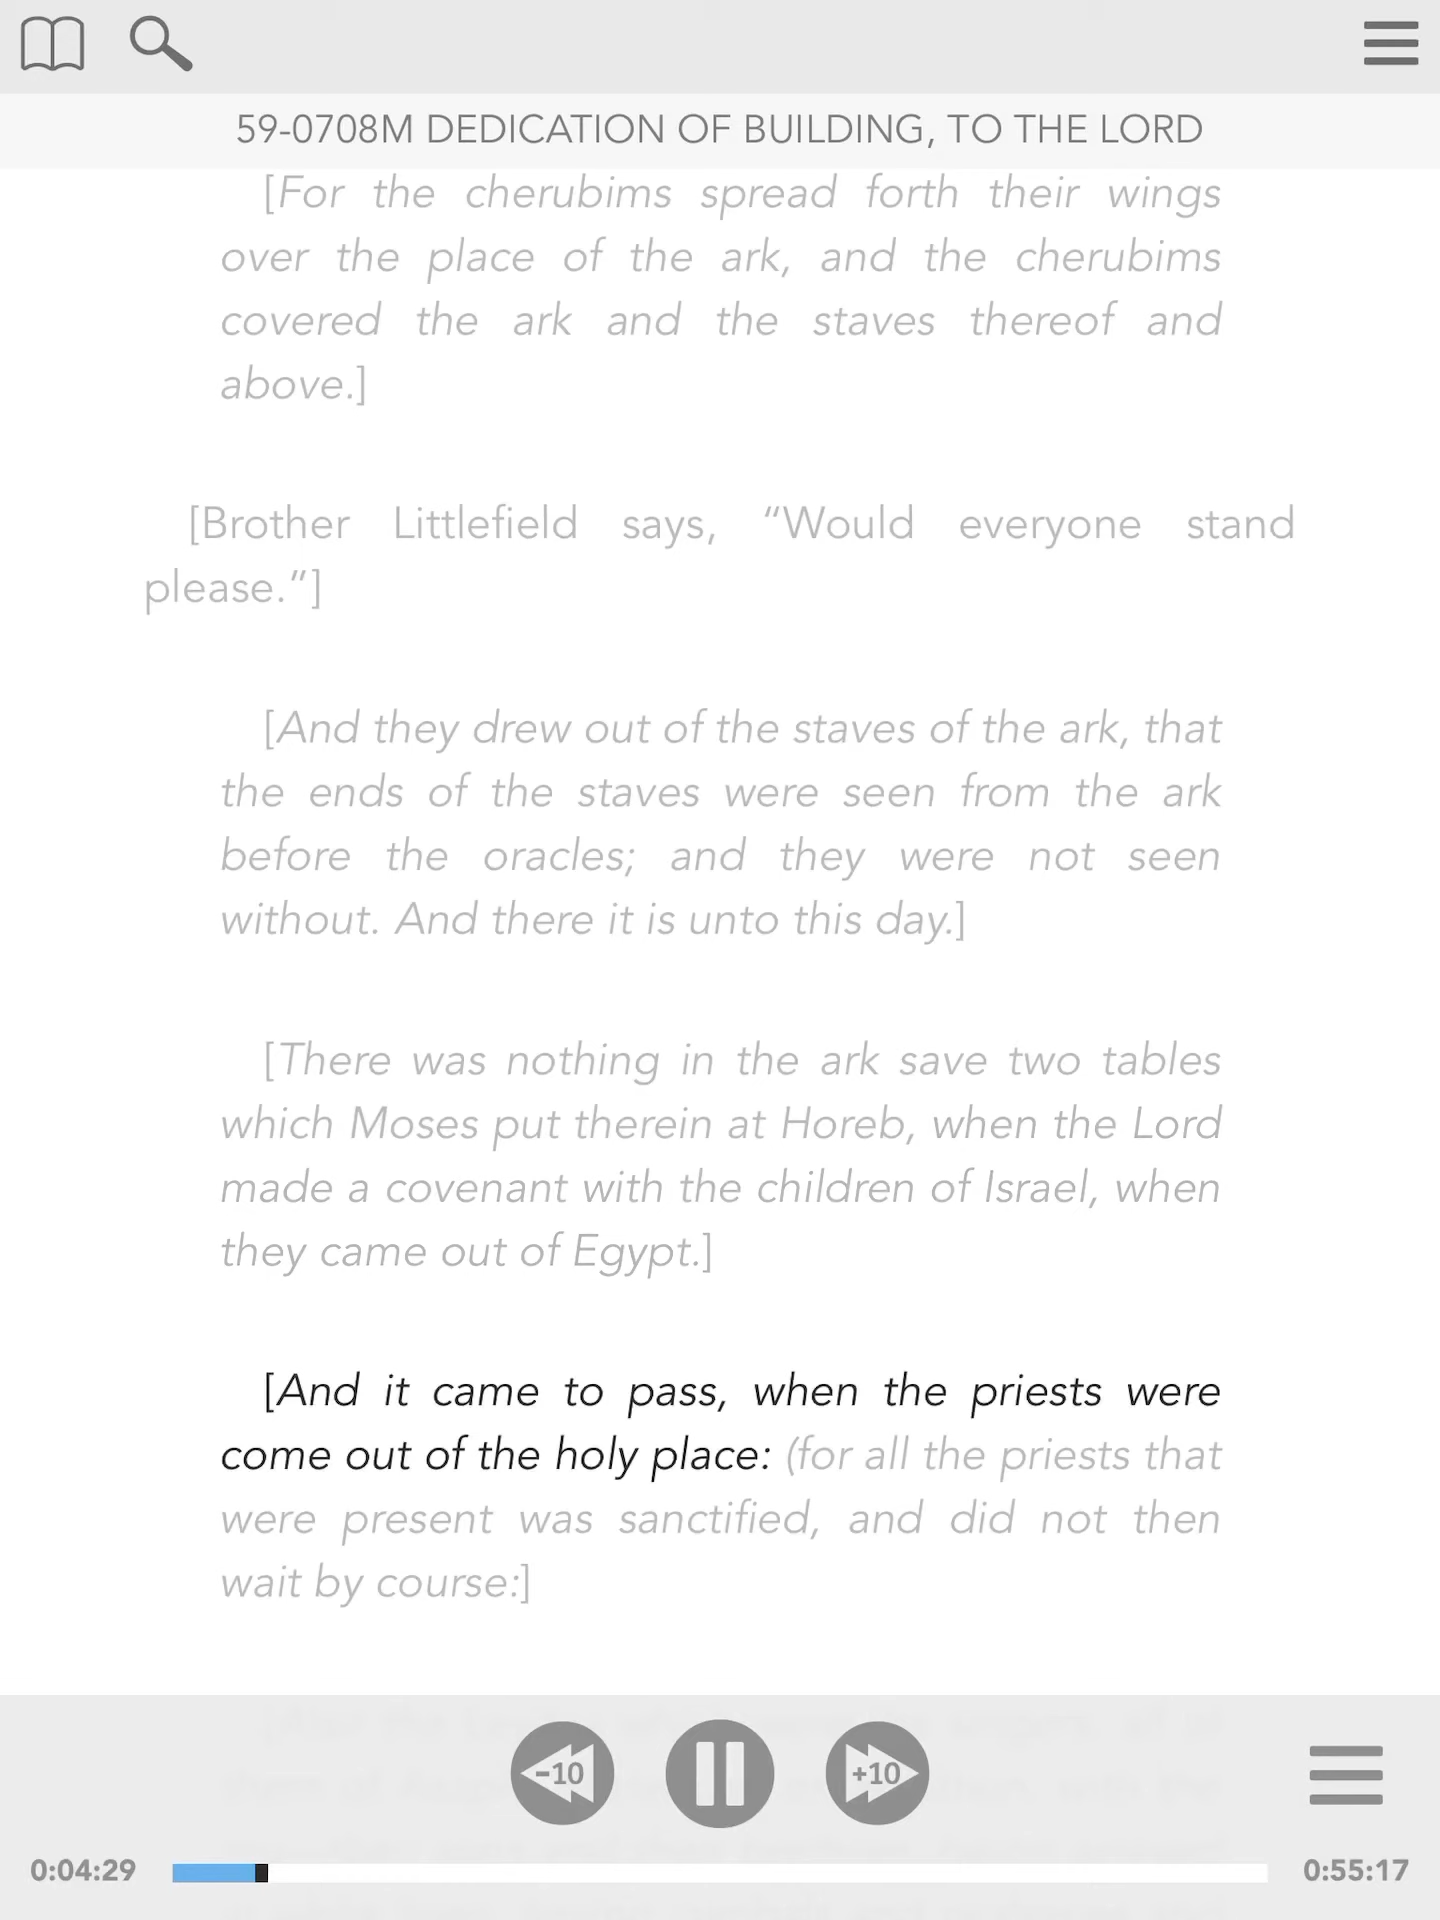 59-0708M DEDICATION OF BUILDING, TO THE LORD
[For the cherubims spread forth their wings
over the place of the ark, and the cherubims
covered the ark and the staves thereof and
above.]
[Brother Littlefield says, “Would everyone stand
please.”]
[And they drew out of the staves of the ark, that
the ends of the staves were seen from the ark
before the oracles; and they were not seen
without. And there it is unto this day.]
[There was nothing in the ark save two tables
which Moses put therein at Horeb, when the Lord
made a covenant with the children of Israel, when
they came out of Egypt.]
[And it came to pass, when the priests were
come out of the holy place: (for all the priests that
were present was sanctified, and did not then
wait by course:]
-10 +10
0:04:29 0:55:17